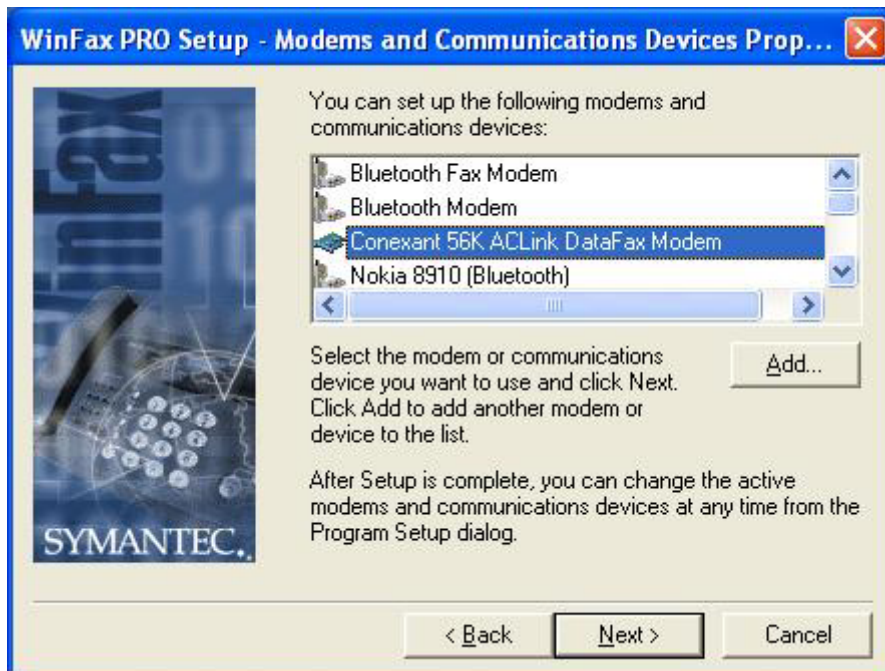 WinFax PRO Setup - Modems and Communications Devices Prop...
WinFax
You can set up the following modems and
communications devices:
Bluetooth Fax Modem
Bluetooth Modem
Conexant 56K ACLink DataFax Modem
Nokia 8910 (Bluetooth)
Select the modem or communications
device you want to use and click Next.
Click Add to add another modem or
device to the list.
Add...
After Setup is complete, you can change the active
modems and communications devices at any time from the
Program Setup dialog.
SYMANTEC.
< Back
Next >
Cancel